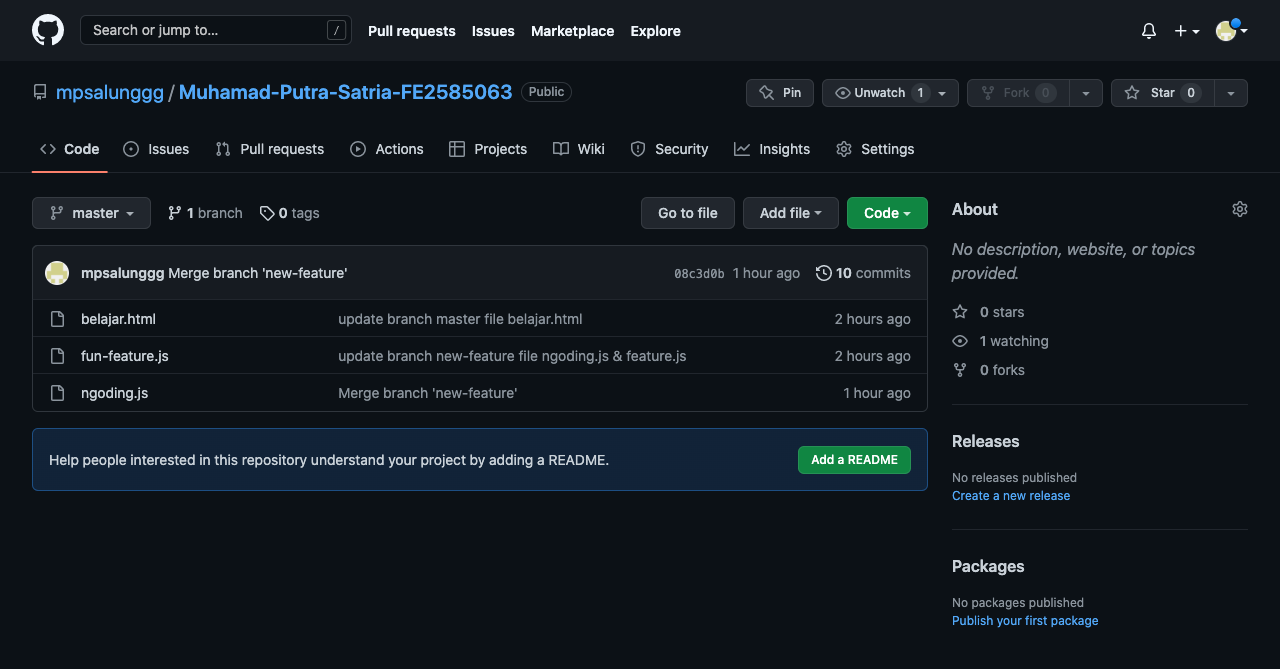 Search or jump to... /
Pull requests Issues Marketplace Explore
mpsalunggg / Muhamad-Putra-Satria-FE2585063 Public
Pin Unwatch 1 Fork 0 Star 0
Code Issues Pull requests Actions Projects Wiki Security Insights Settings
master 1 branch 0 tags Go to file Add file Code
mpsalunggg Merge branch 'new-feature' 08c3d0b 1 hour ago 10 commits
belajar.html update branch master file belajar.html 2 hours ago
fun-feature.js update branch new-feature file ngoding.js & feature.js 2 hours ago
ngoding.js Merge branch 'new-feature' 1 hour ago
Help people interested in this repository understand your project by adding a README. Add a README
About
No description, website, or topics
provided.
0 stars
1 watching
0 forks
Releases
No releases published
Create a new release
Packages
No packages published
Publish your first package